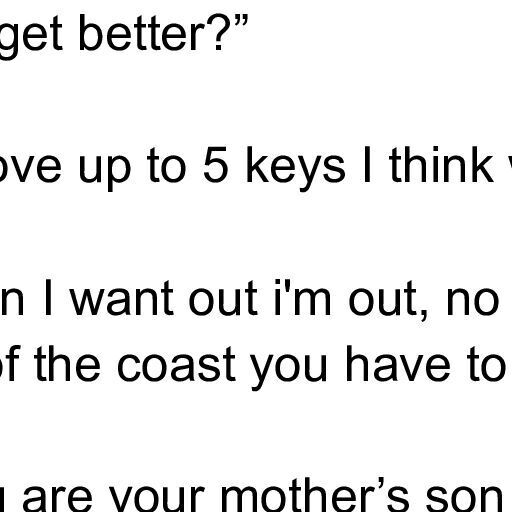 get better?”
ove up to 5 keys I think
n I want out i'm out, no
of the coast you have to
are your mother’s son